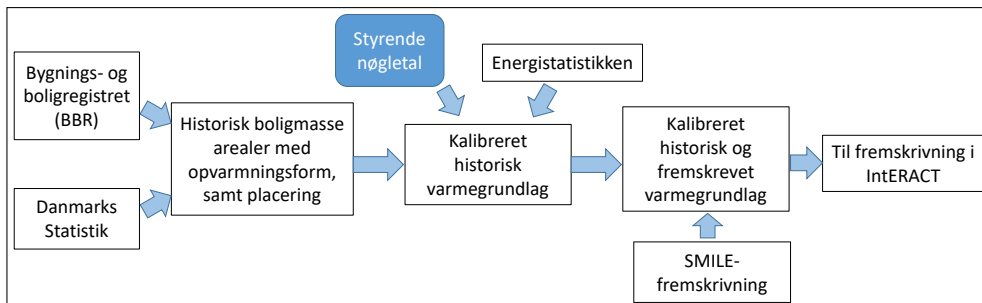 Bygnings- og
boligregistret
(BBR)
Danmarks
Statistik
Historisk boligmasse
arealer med
opvarmningsform,
samt placering
Styrende
nøgletal
Energistatistikken
Kalibreret
historisk
varmegrundlag
Kalibreret
historisk og
fremskrevet
varmegrundlag
SMILE-
fremskrivning
Til fremskrivning i
IntERACT